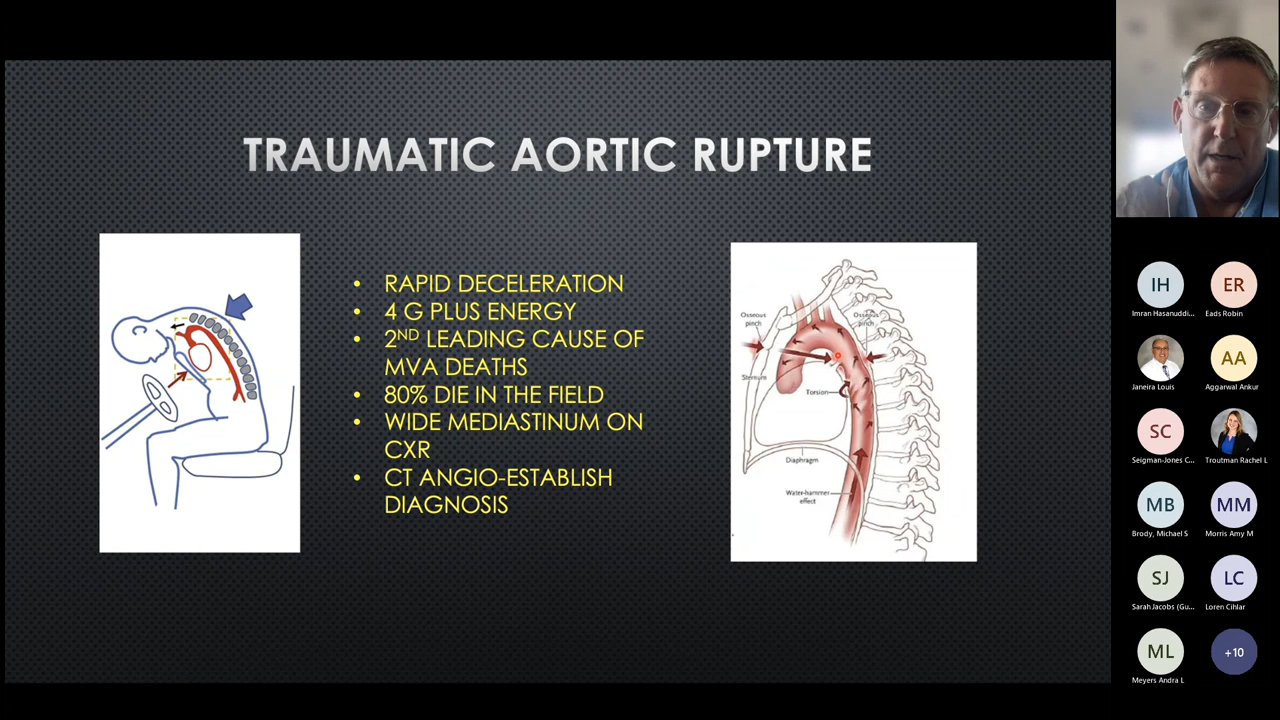 TRAUMATIC AORTIC RUPTURE
• RAPID DECELERATION
• 4 G PLUS ENERGY
• 2ND LEADING CAUSE OF
MVA DEATHS
• 80% DIE IN THE FIELD
• WIDE MEDIASTINUM ON
CXR
• CT ANGIO-ESTABLISH
DIAGNOSIS
Osseous
pinch
Osseous
pinch
Sternum
Torsion
Diaphragm
Water-hammer
effect
IH
Imran Hasanuddi...
ER
Eads Robin
Janeira Louis
AA
Aggarwal Ankur
SC
Seigman-Jones C...
Troutman Rachel L
MB
Brody, Michael S
MM
Morris Amy M
SJ
Sarah Jacobs (Gu...
LC
Loren Cihlar
ML
Meyers Andra L
+10